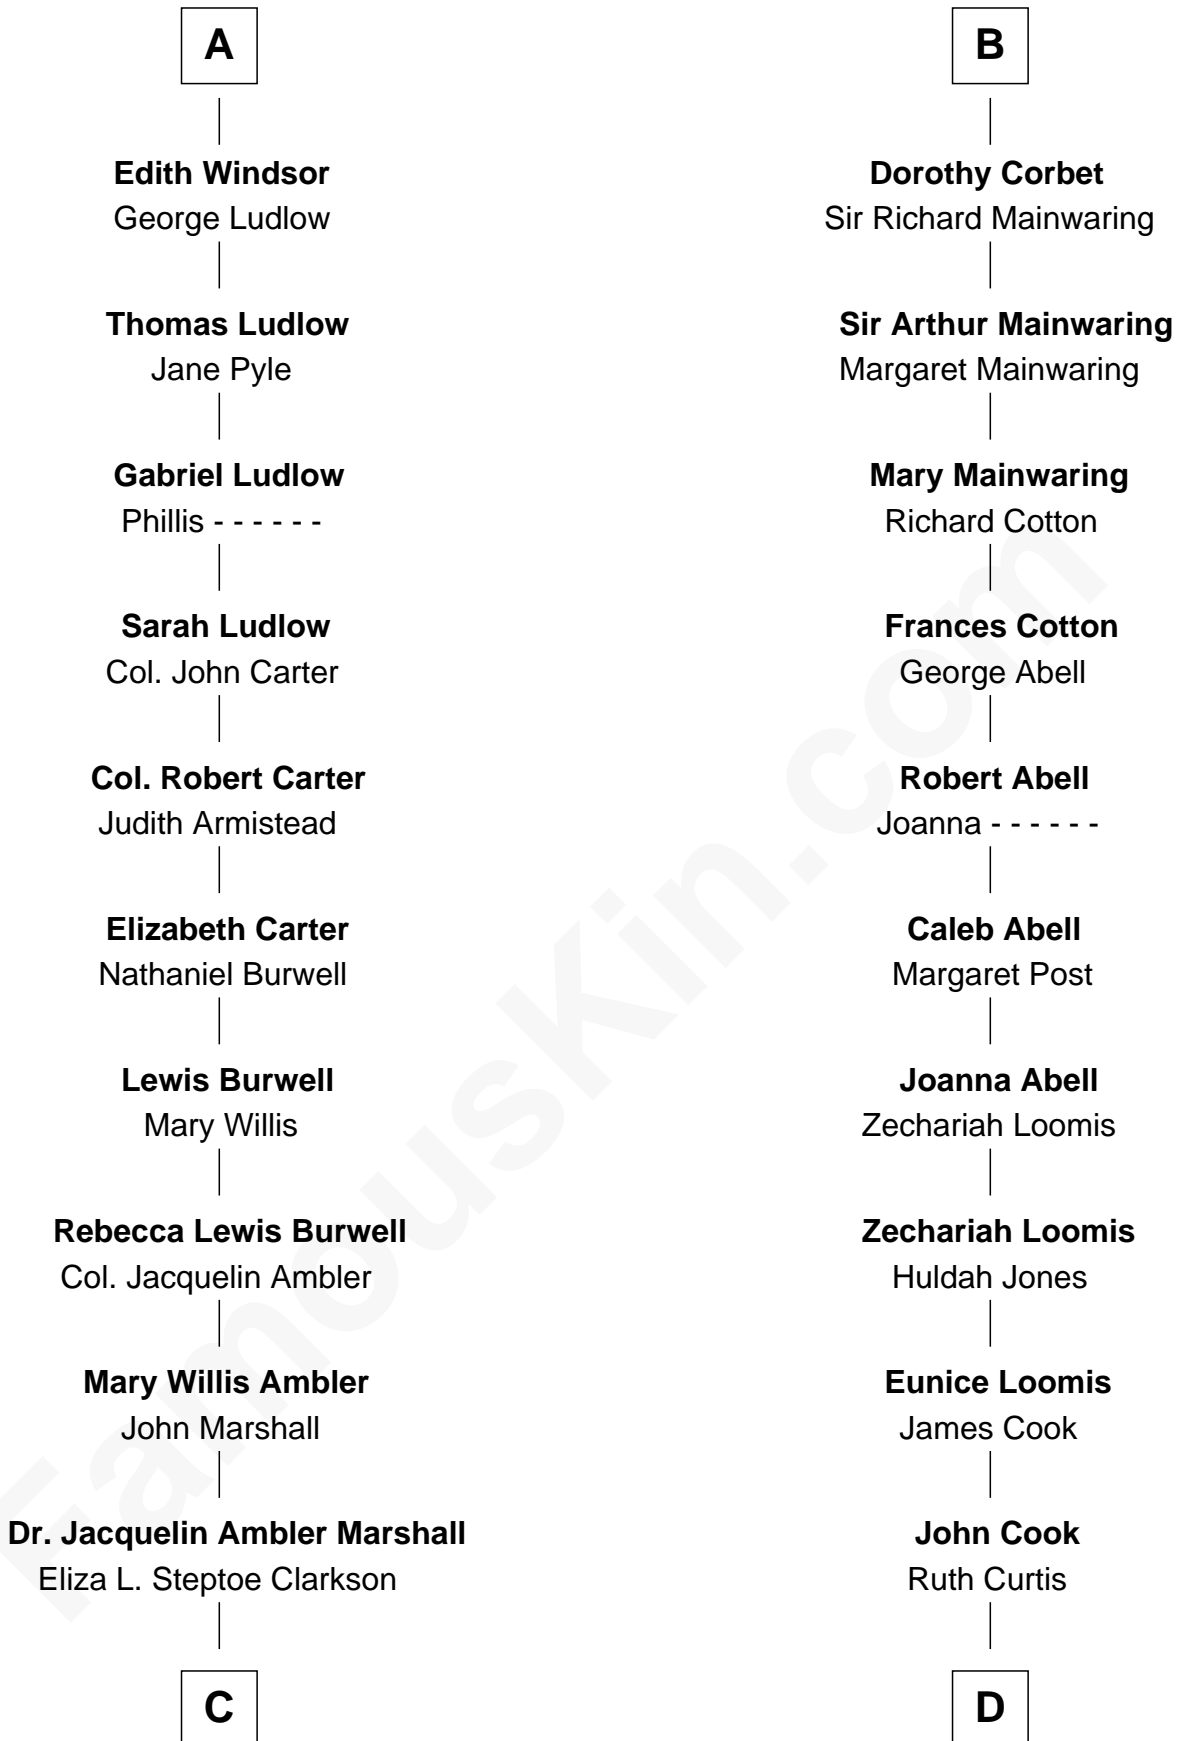 A
Edith Windsor
George Ludlow
Thomas Ludlow
Jane Pyle
Gabriel Ludlow
Phillis - - - - - -
Sarah Ludlow
Col. John Carter
Col. Robert Carter
Judith Armistead
Elizabeth Carter
Nathaniel Burwell
Lewis Burwell
Mary Willis
Rebecca Lewis Burwell
Col. Jacquelin Ambler
Mary Willis Ambler
John Marshall
Dr. Jacquelin Ambler Marshall
Eliza L. Steptoe Clarkson
C
B
Dorothy Corbet
Sir Richard Mainwaring
Sir Arthur Mainwaring
Margaret Mainwaring
Mary Mainwaring
Richard Cotton
Frances Cotton
George Abell
Robert Abell
Joanna - - - - - -
Caleb Abell
Margaret Post
Joanna Abell
Zechariah Loomis
Zechariah Loomis
Huldah Jones
Eunice Loomis
James Cook
John Cook
Ruth Curtis
D
FamousKin.com